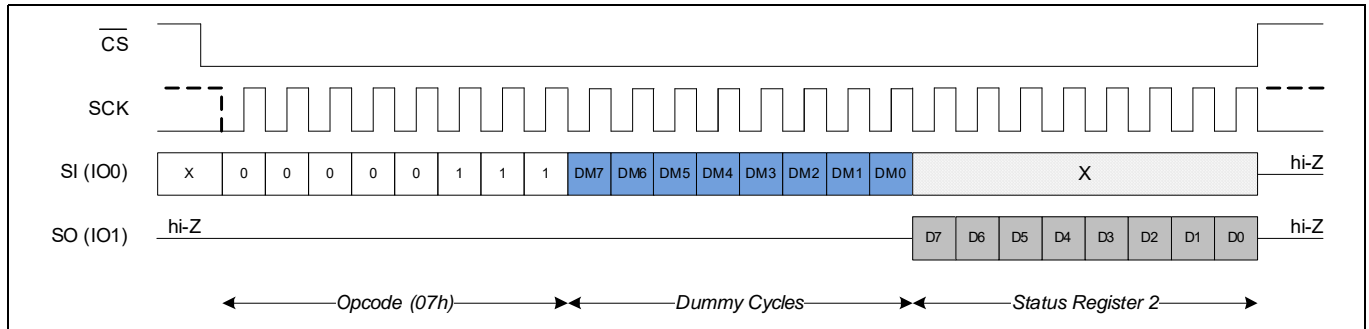 CS
SCK
SI (IO0) X 0 0 0 0 0 1 1 1 DM7 DM6 DM5 DM4 DM3 DM2 DM1 DM0 X hi-Z
SO (IO1) hi-Z D7 D6 D5 D4 D3 D2 D1 D0 hi-Z
Opcode (07h) Dummy Cycles Status Register 2